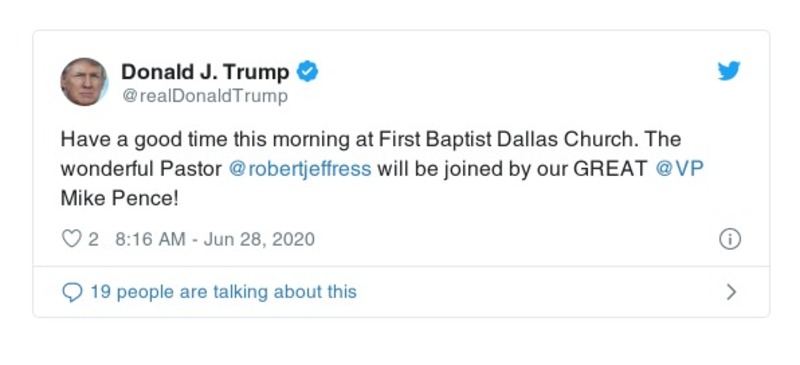 Donald J. Trump
@realDonaldTrump
Have a good time this morning at First Baptist Dallas Church. The
wonderful Pastor @robertjeffress will be joined by our GREAT @VP
Mike Pence!
2 8:16 AM - Jun 28, 2020
19 people are talking about this